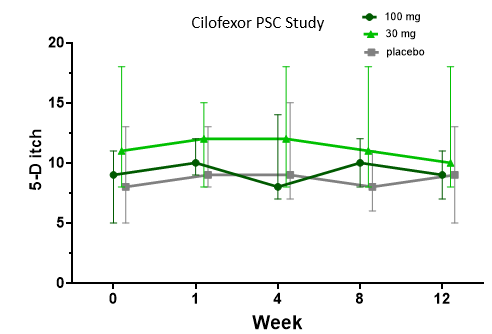 Cilofexor PSC Study
100 mg
30 mg
placebo
20
15
10
5
0
5-D itch
0 1 4 8 12
Week